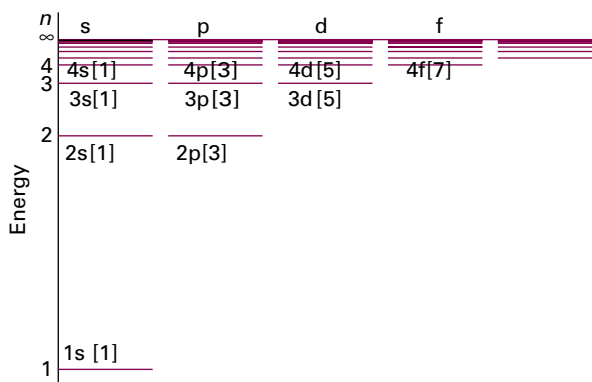 n
s p d f
∞
4 4s[1] 4p[3] 4d[5] 4f[7]
3
3s[1] 3p[3] 3d[5]
2
2s[1] 2p[3]
Energy
1s [1]
1